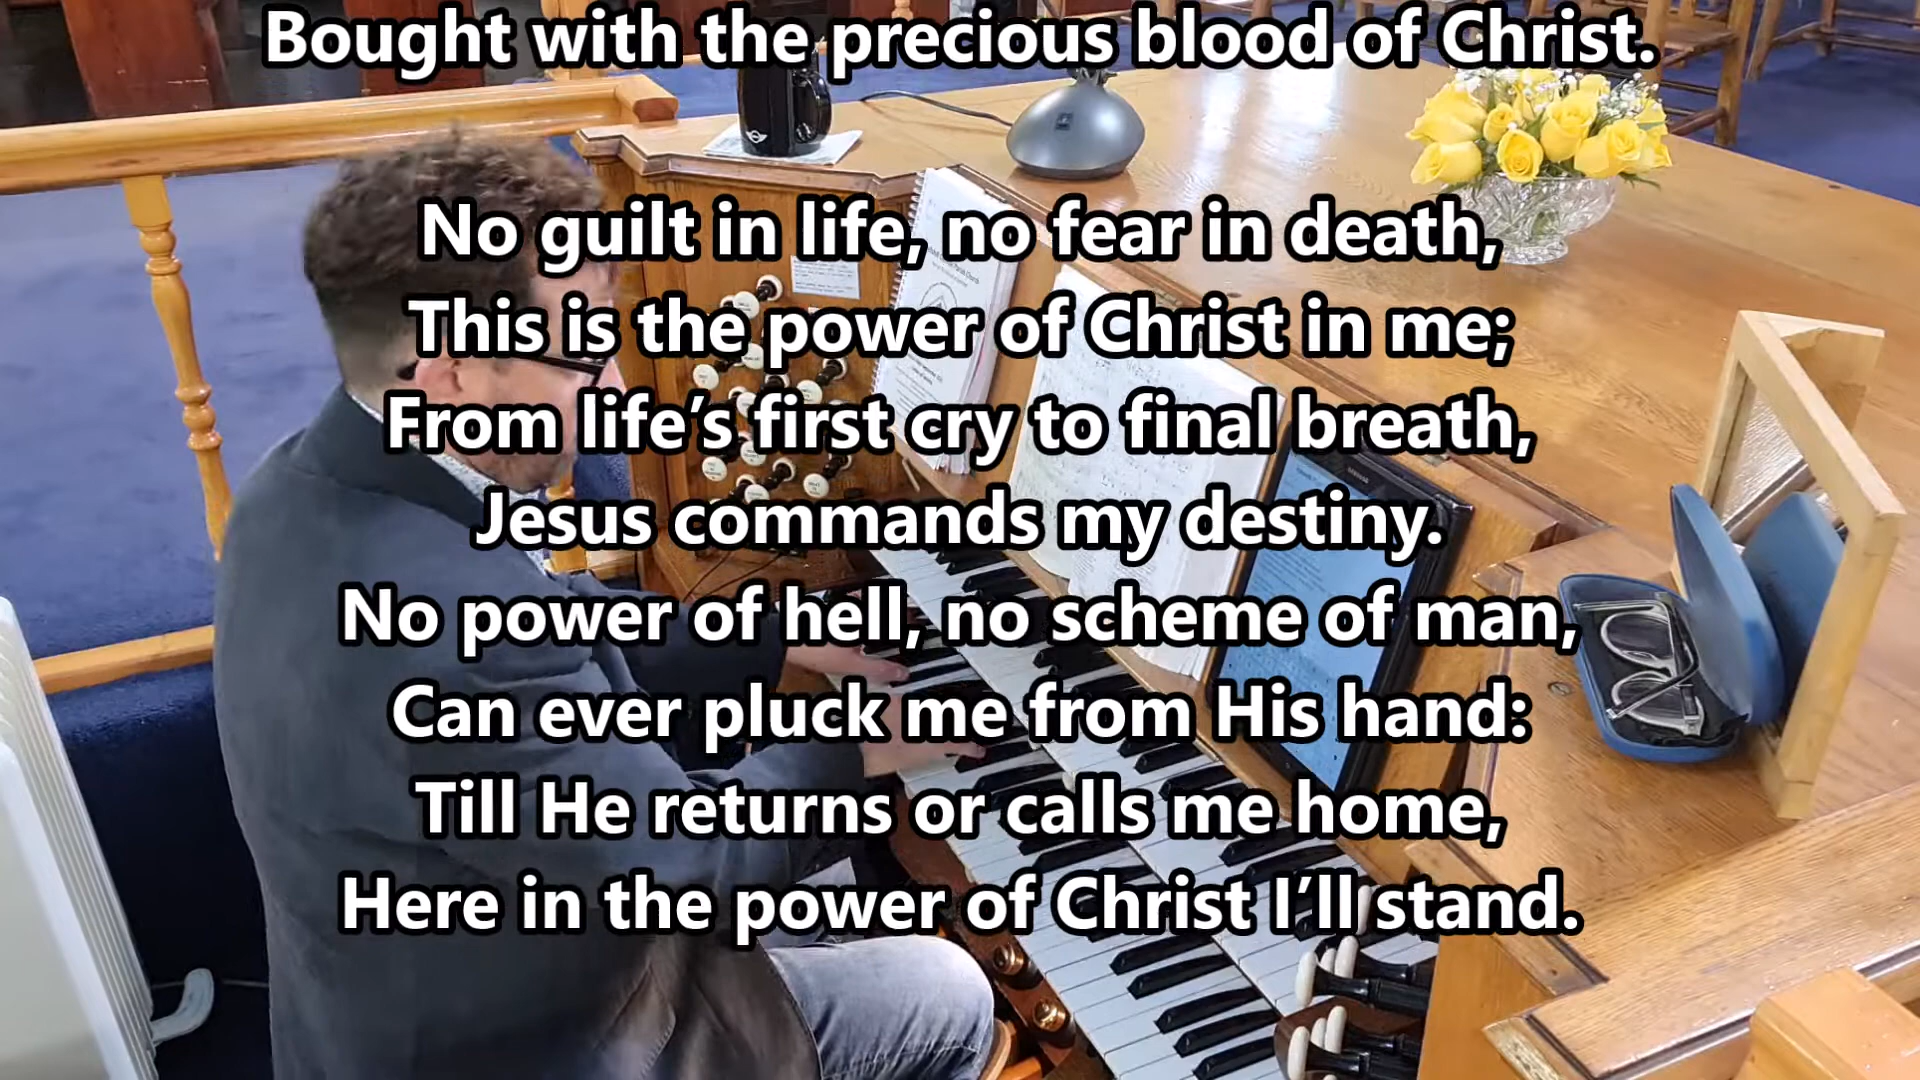 Bought with the precious blood of Christ.
No guilt in life, no fear in death,
This is the power of Christ in me;
From life’s first cry to final breath,
Jesus commands my destiny.
No power of hell, no scheme of man,
Can ever pluck me from His hand:
Till He returns or calls me home,
Here in the power of Christ I’ll stand.